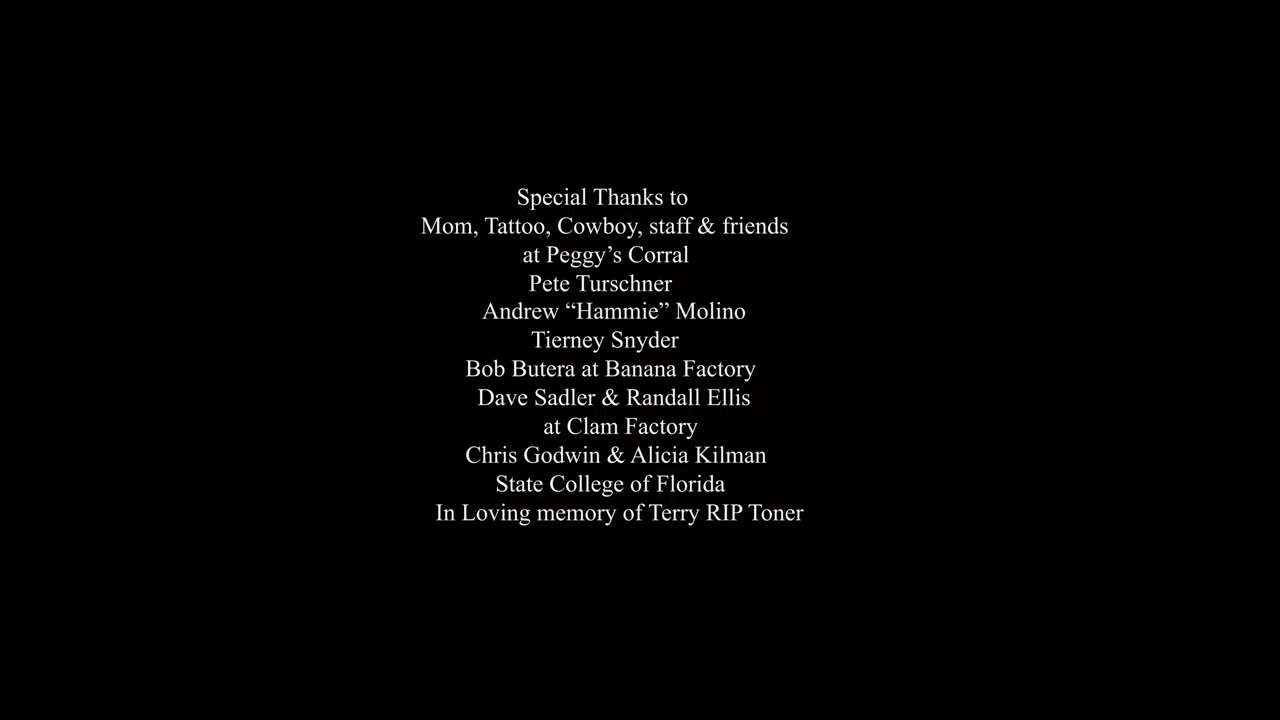 Special Thanks to
Mom, Tattoo, Cowboy, staff & friends
at Peggy’s Corral
Pete Turschner
Andrew “Hammie” Molino
Tierney Snyder
Bob Butera at Banana Factory
Dave Sadler & Randall Ellis
at Clam Factory
Chris Godwin & Alicia Kilman
State College of Florida
In Loving memory of Terry RIP Toner